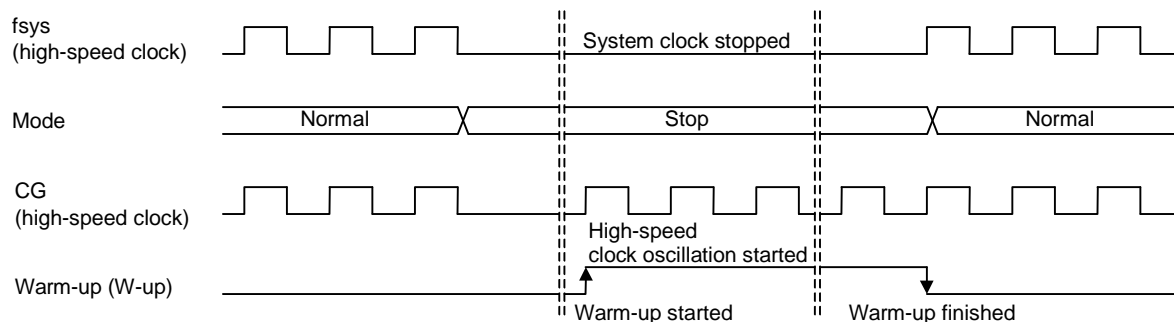 fsys
(high-speed clock)
System clock stopped
Mode
Normal
Stop
Normal
CG
(high-speed clock)
High-speed
clock oscillation started
Warm-up (W-up)
Warm-up started
Warm-up finished